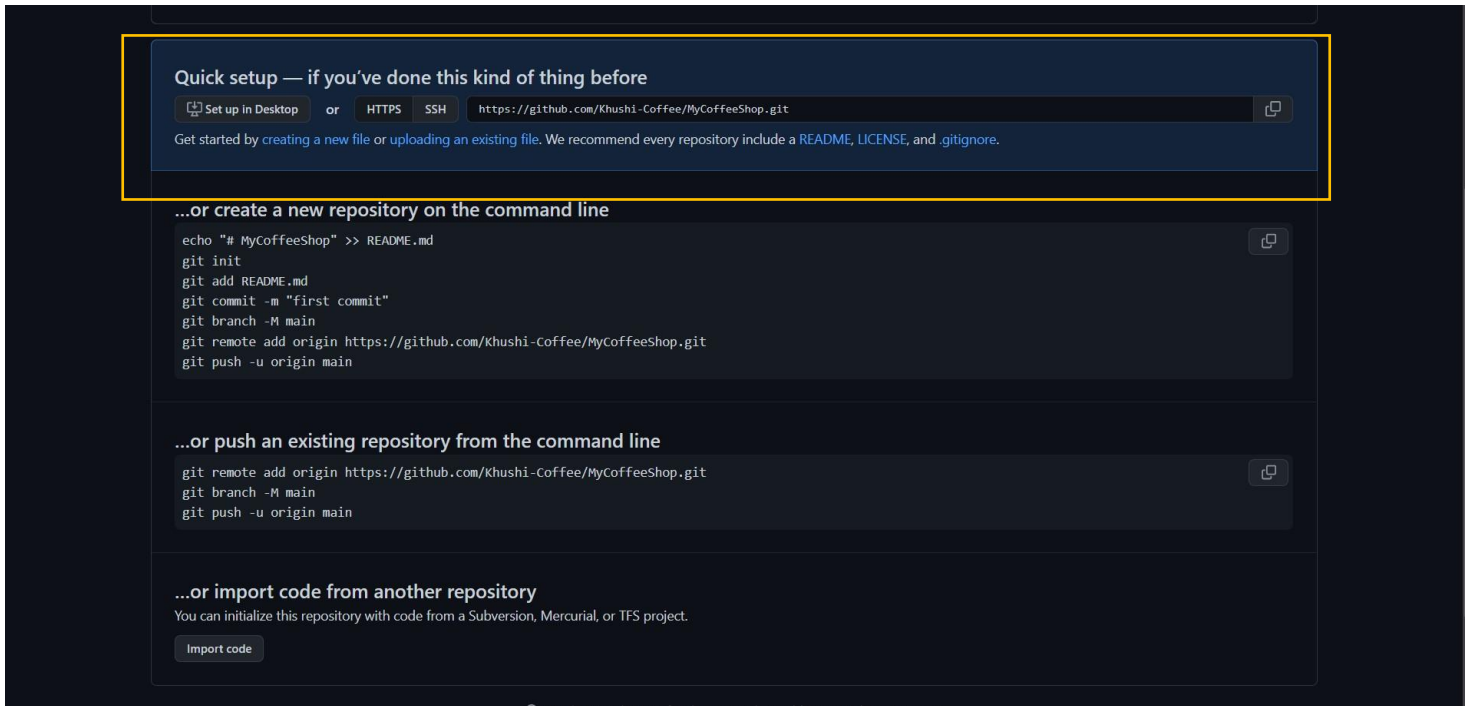 Quick setup — if you've done this kind of thing before
Set up in Desktop or HTTPS SSH https://github.com/Khushi-Coffee/MyCoffeeShop.git
Get started by creating a new file or uploading an existing file. We recommend every repository include a README, LICENSE, and .gitignore.
…or create a new repository on the command line
echo "# MyCoffeeShop" >> README.md
git init
git add README.md
git commit -m "first commit"
git branch -M main
git remote add origin https://github.com/Khushi-Coffee/MyCoffeeShop.git
git push -u origin main
…or push an existing repository from the command line
git remote add origin https://github.com/Khushi-Coffee/MyCoffeeShop.git
git branch -M main
git push -u origin main
…or import code from another repository
You can initialize this repository with code from a Subversion, Mercurial, or TFS project.
Import code